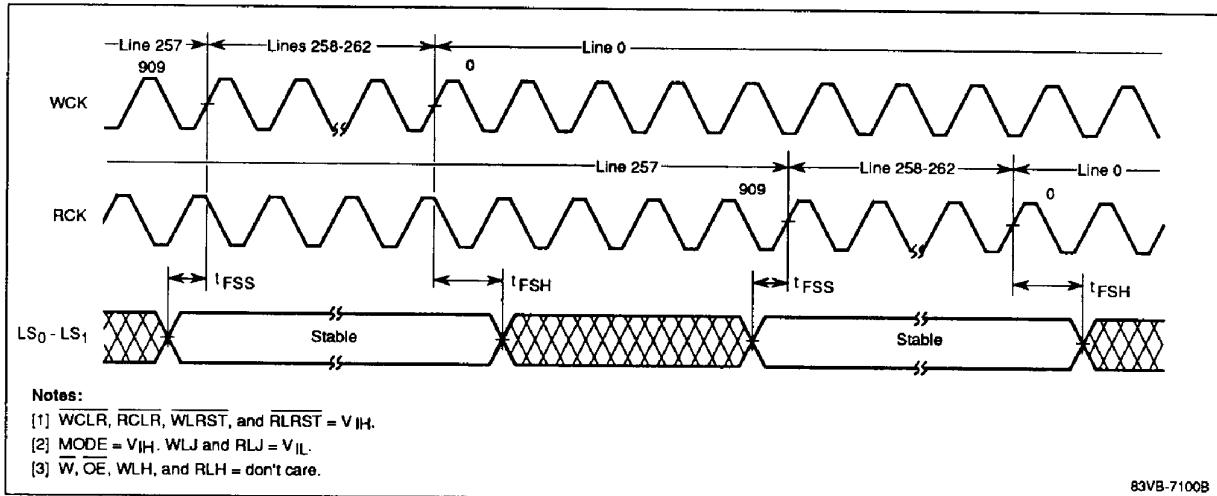 Line 257 Lines 258-262 Line 0
909 0
WCK
Line 257 Line 258-262 Line 0
909 0
RCK
tFSS tFSH tFSS tFSH
LS0 - LS1 Stable Stable
Notes:
[1] WCLR, RCLR, WLRST, and RLRST = VIH.
[2] MODE = VIH. WLJ and RLJ = VIL.
[3] W, OE, WLH, and RLH = don't care.
83VB-7100B